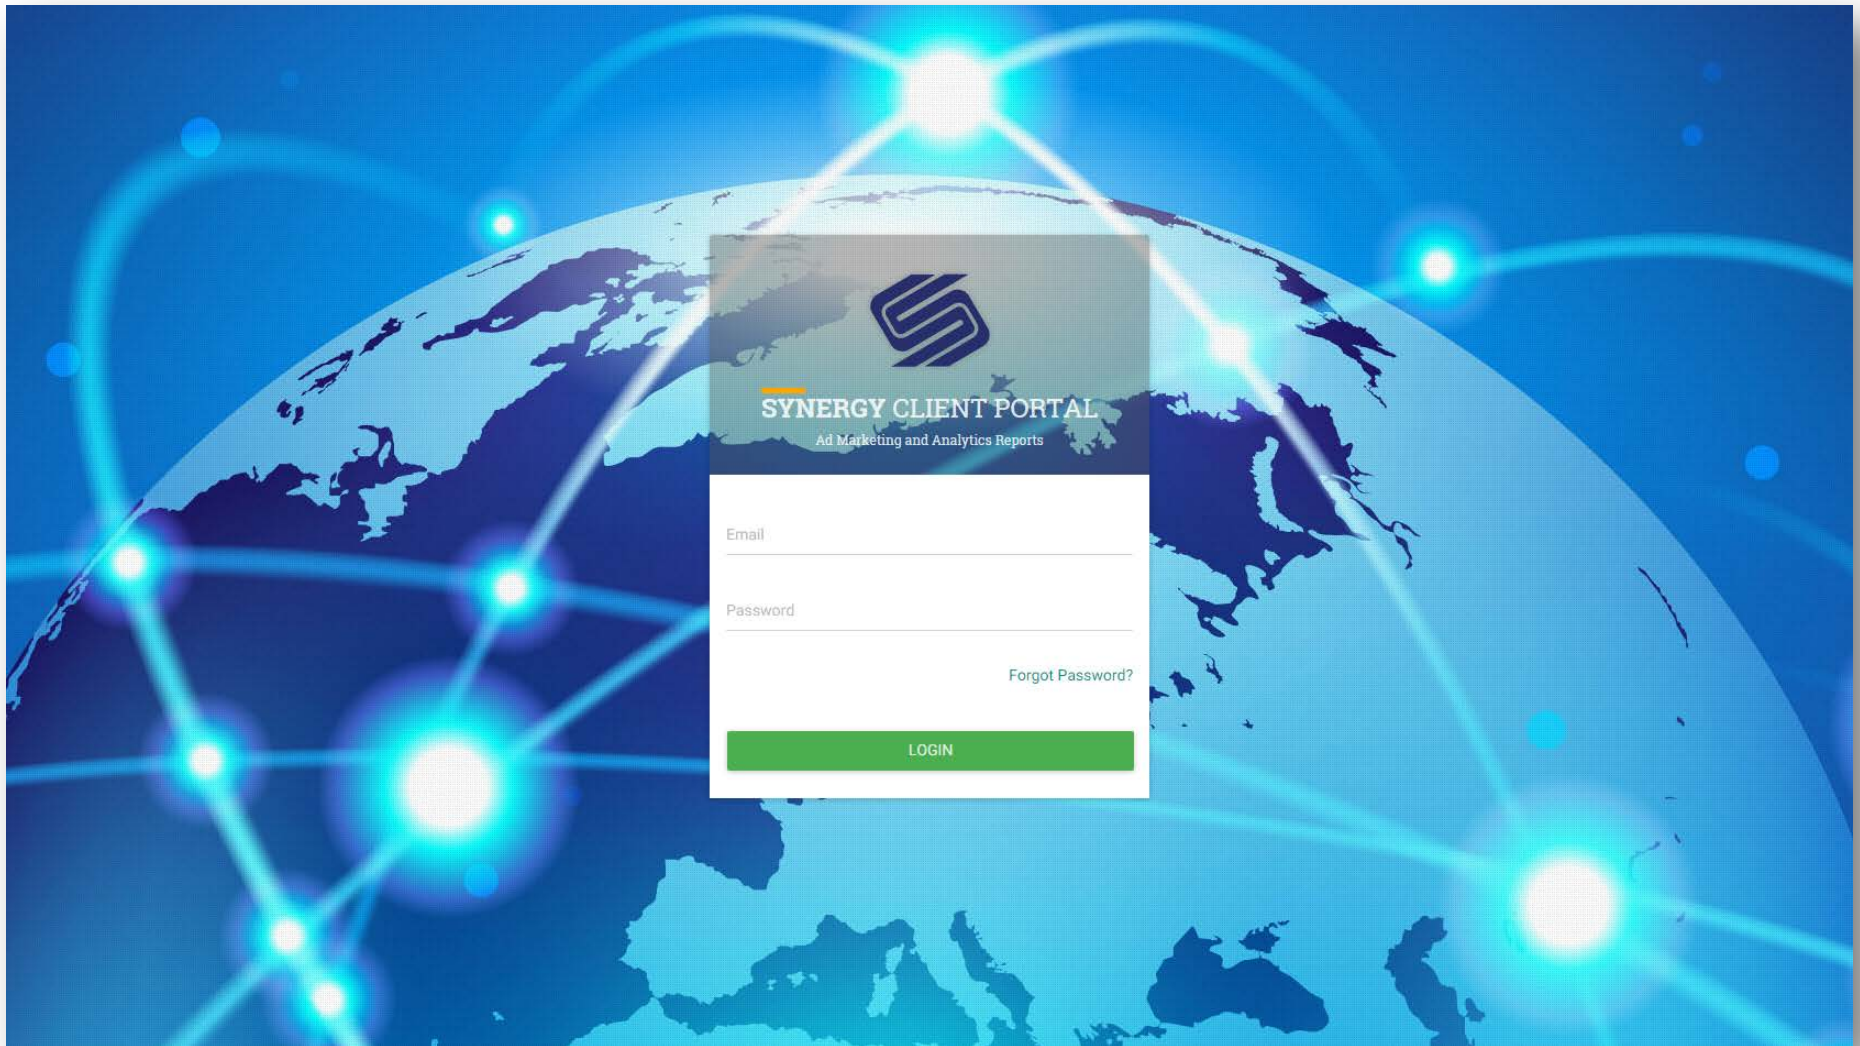 SYNERGY CLIENT PORTAL
Ad Marketing and Analytics Reports
Email
Password
Forgot Password?
LOGIN